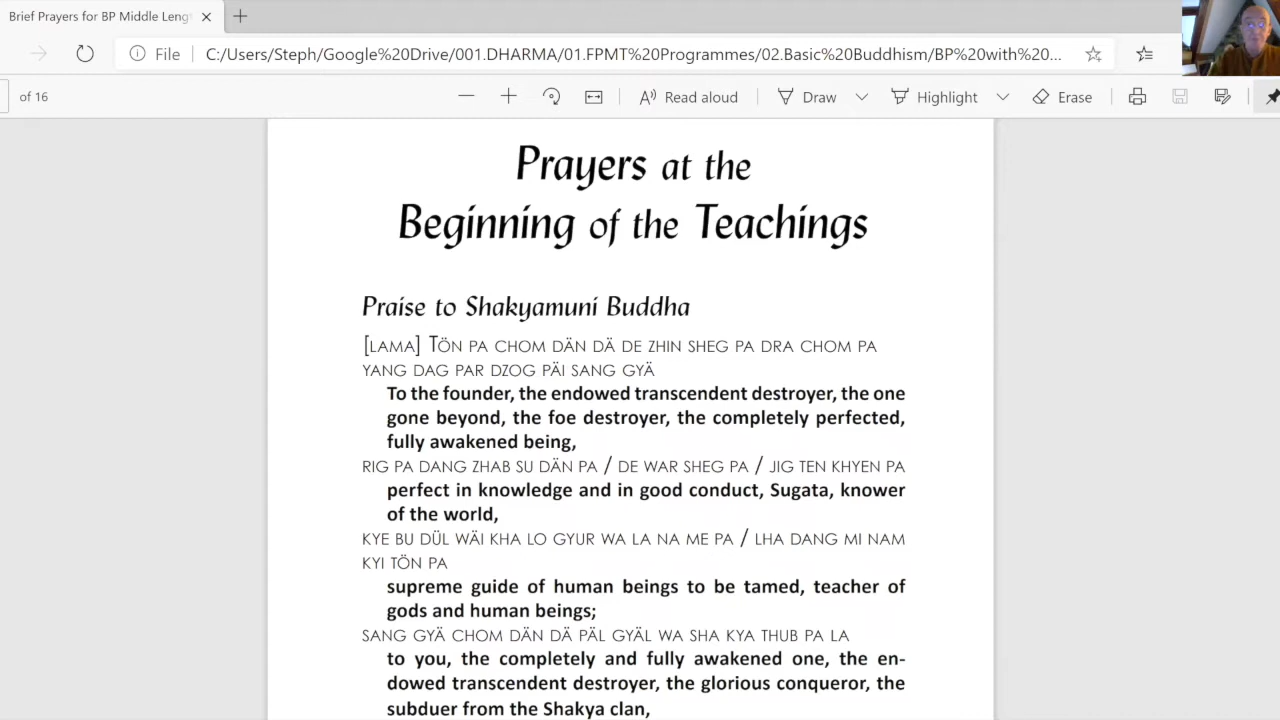 Brief Prayers for BP Middle Leng
File
C:/Users/Steph/Google%20Drive/001.DHARMA/01.FPMT%20Programmes/02.Basic%20Buddhism/BP%20with%20...
of 16
Read aloud
Draw
Highlight
Erase
Prayers at the
Beginning of the Teachings
Praise to Shakyamuni Buddha
[LAMA] TÖN PA CHOM DÄN DÄ DE ZHIN SHEG PA DRA CHOM PA
YANG DAG PAR DZOG PÄI SANG GYÄ
To the founder, the endowed transcendent destroyer, the one
gone beyond, the foe destroyer, the completely perfected,
fully awakened being,
RIG PA DANG ZHAB SU DÄN PA / DE WAR SHEG PA / JIG TEN KHYEN PA
perfect in knowledge and in good conduct, Sugata, knower
of the world,
KYE BU DÜL WÄI KHA LO GYUR WA LA NA ME PA / LHA DANG MI NAM
KYI TÖN PA
supreme guide of human beings to be tamed, teacher of
gods and human beings;
SANG GYÄ CHOM DÄN DÄ PÄL GYÄL WA SHA KYA THUB PA LA
to you, the completely and fully awakened one, the en-
dowed transcendent destroyer, the glorious conqueror, the
subduer from the Shakya clan,